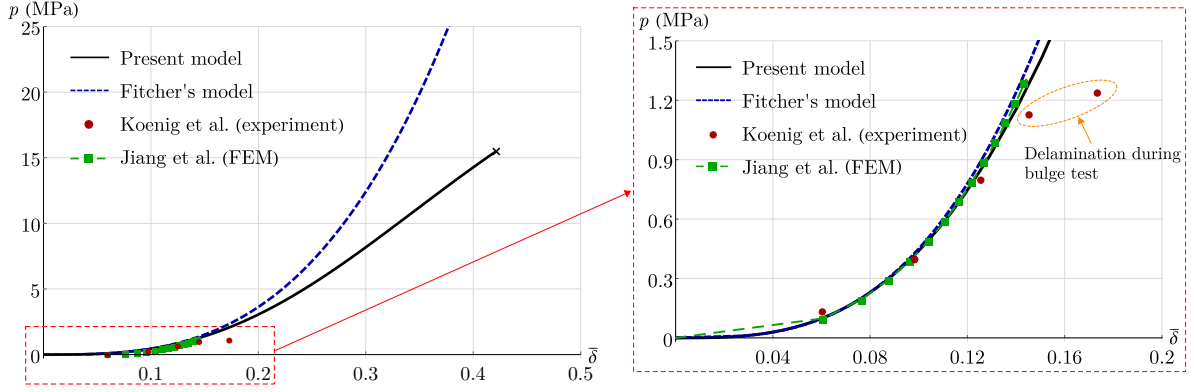 p (MPa)
25
20
15
10
5
0
Present model
Fitcher's model
Koenig et al. (experiment)
Jiang et al. (FEM)
0.1
0.2
0.3
0.4
0.5
δ̅
p (MPa)
1.5
1.2
0.9
0.6
0.3
0
Present model
Fitcher's model
Koenig et al. (experiment)
Jiang et al. (FEM)
Delamination during
bulge test
0.04
0.08
0.12
0.16
0.2
δ̅